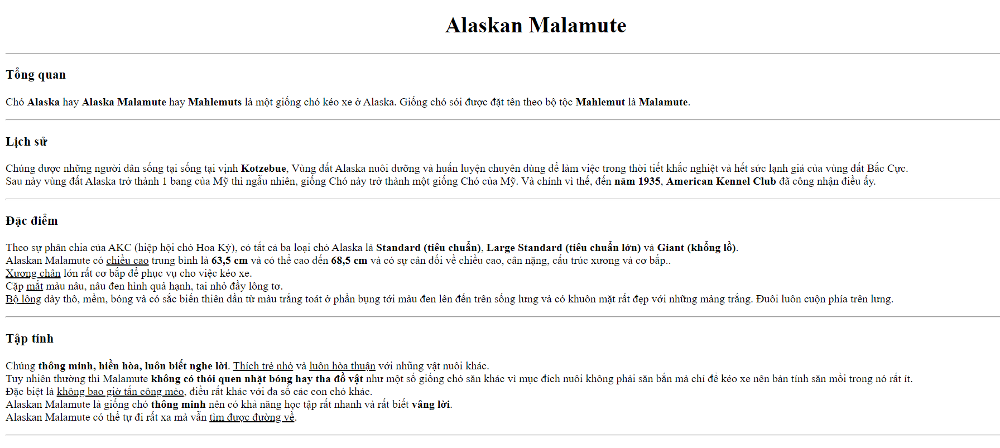 Alaskan Malamute
Tổng quan
Chó Alaska hay Alaska Malamute hay Mahlemuts là một giống chó kéo xe ở Alaska. Giống chó sói được đặt tên theo bộ tộc Mahlemut là Malamute.
Lịch sử
Chúng được những người dân sống tại sống tại vịnh Kotzebue, Vùng đất Alaska nuôi dưỡng và huấn luyện chuyên dùng để làm việc trong thời tiết khắc nghiệt và hết sức lạnh giá của vùng đất Bắc Cực.
Sau này vùng đất Alaska trở thành 1 bang của Mỹ thì ngẫu nhiên, giống Chó này trở thành một giống Chó của Mỹ. Và chính vì thế, đến năm 1935, American Kennel Club đã công nhận điều ấy.
Đặc điểm
Theo sự phân chia của AKC (hiệp hội chó Hoa Kỳ), có tất cả ba loại chó Alaska là Standard (tiêu chuẩn), Large Standard (tiêu chuẩn lớn) và Giant (khổng lồ).
Alaskan Malamute có chiều cao trung bình là 63,5 cm và có thể cao đến 68,5 cm và có sự cân đối về chiều cao, cân nặng, cấu trúc xương và cơ bắp..
Xương chân lớn rất cơ bắp để phục vụ cho việc kéo xe.
Cặp mắt màu nâu, nâu đen hình quả hạnh, tai nhỏ đầy lông tơ.
Bộ lông dày thô, mềm, bóng và có sắc biến thiên dần từ màu trắng toát ở phần bụng tới màu đen lên đến trên sống lưng và có khuôn mặt rất đẹp với những mảng trắng. Đuôi luôn cuộn phía trên lưng.
Tập tính
Chúng thông minh, hiền hòa, luôn biết nghe lời. Thích trẻ nhỏ và luôn hòa thuận với những vật nuôi khác.
Tuy nhiên thường thì Malamute không có thói quen nhặt bóng hay tha đồ vật như một số giống chó săn khác vì mục đích nuôi không phải săn bắn mà chỉ để kéo xe nên bản tính săn mồi trong nó rất ít.
Đặc biệt là không bao giờ tấn công mèo, điều rất khác với đa số các con chó khác.
Alaskan Malamute là giống chó thông minh nên có khả năng học tập rất nhanh và rất biết vâng lời.
Alaskan Malamute có thể tự đi rất xa mà vẫn tìm được đường về.